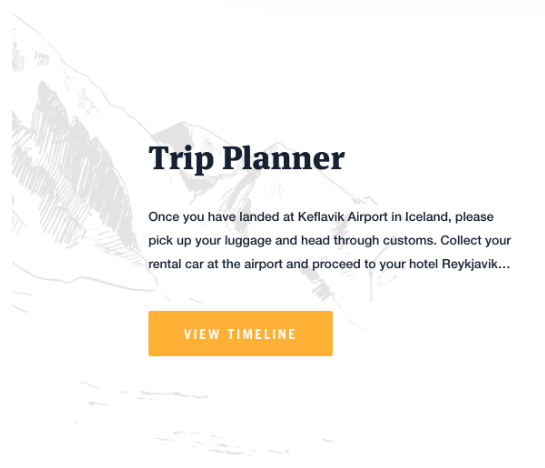 Trip Planner
Once you have landed at Keflavik Airport in Iceland, please
pick up your luggage and head through customs. Collect your
rental car at the airport and proceed to your hotel Reykjavik...
VIEW TIMELINE